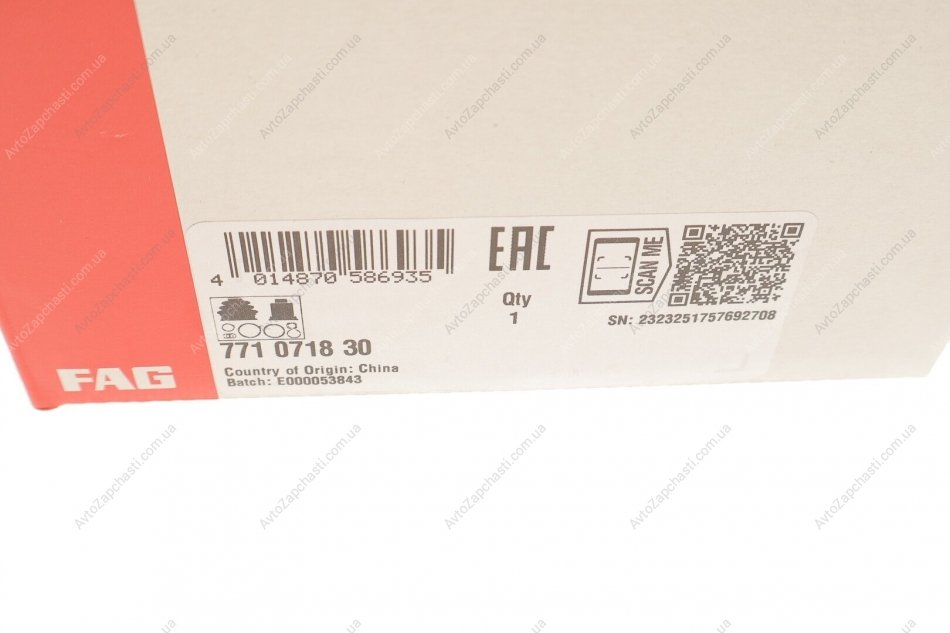 4 014870 586935
EAC
Qty
1
SCAN ME
SN: 2323251757692708
771 0718 30
Country of Origin: China
Batch: E000053843
FAG
AvtoZapchasti.com.ua